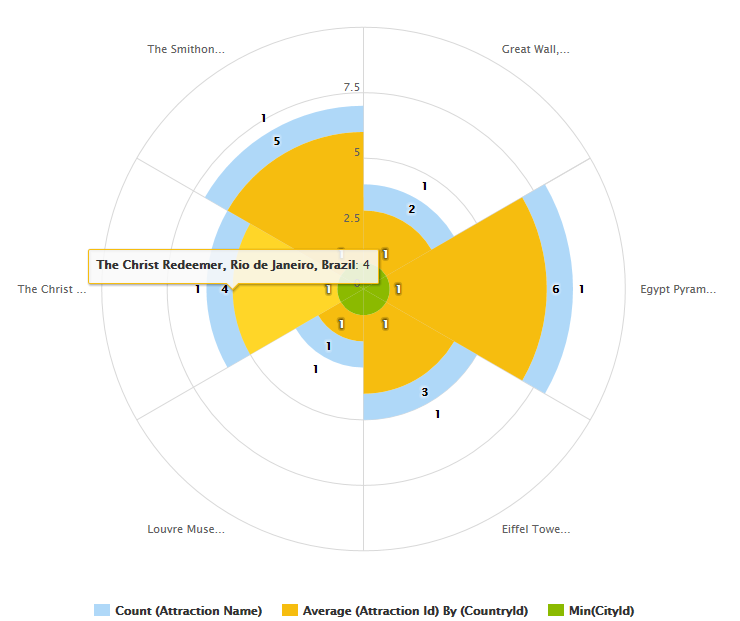 The Smithon...
Great Wall,...
7.5
1
5
5
1
2
2.5
1
1
The Christ Redeemer, Rio de Janeiro, Brazil: 4
The Christ ...
1
4
1
1
6
1
Egypt Pyram...
1
1
1
1
3
1
Louvre Muse...
Eiffel Towe...
Count (Attraction Name)
Average (Attraction Id) By (CountryId)
Min(CityId)